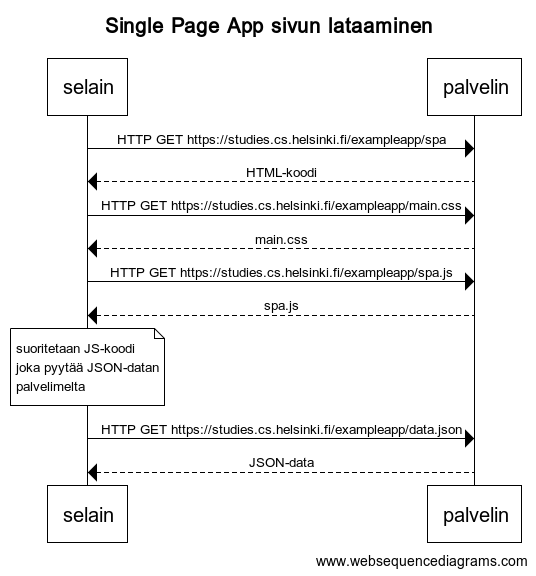 Single Page App sivun lataaminen
selain
palvelin
HTTP GET https://studies.cs.helsinki.fi/exampleapp/spa
HTML-koodi
HTTP GET https://studies.cs.helsinki.fi/exampleapp/main.css
main.css
HTTP GET https://studies.cs.helsinki.fi/exampleapp/spa.js
spa.js
suoritetaan JS-koodi
joka pyytää JSON-datan
palvelimelta
HTTP GET https://studies.cs.helsinki.fi/exampleapp/data.json
JSON-data
selain
palvelin
www.websequencediagrams.com